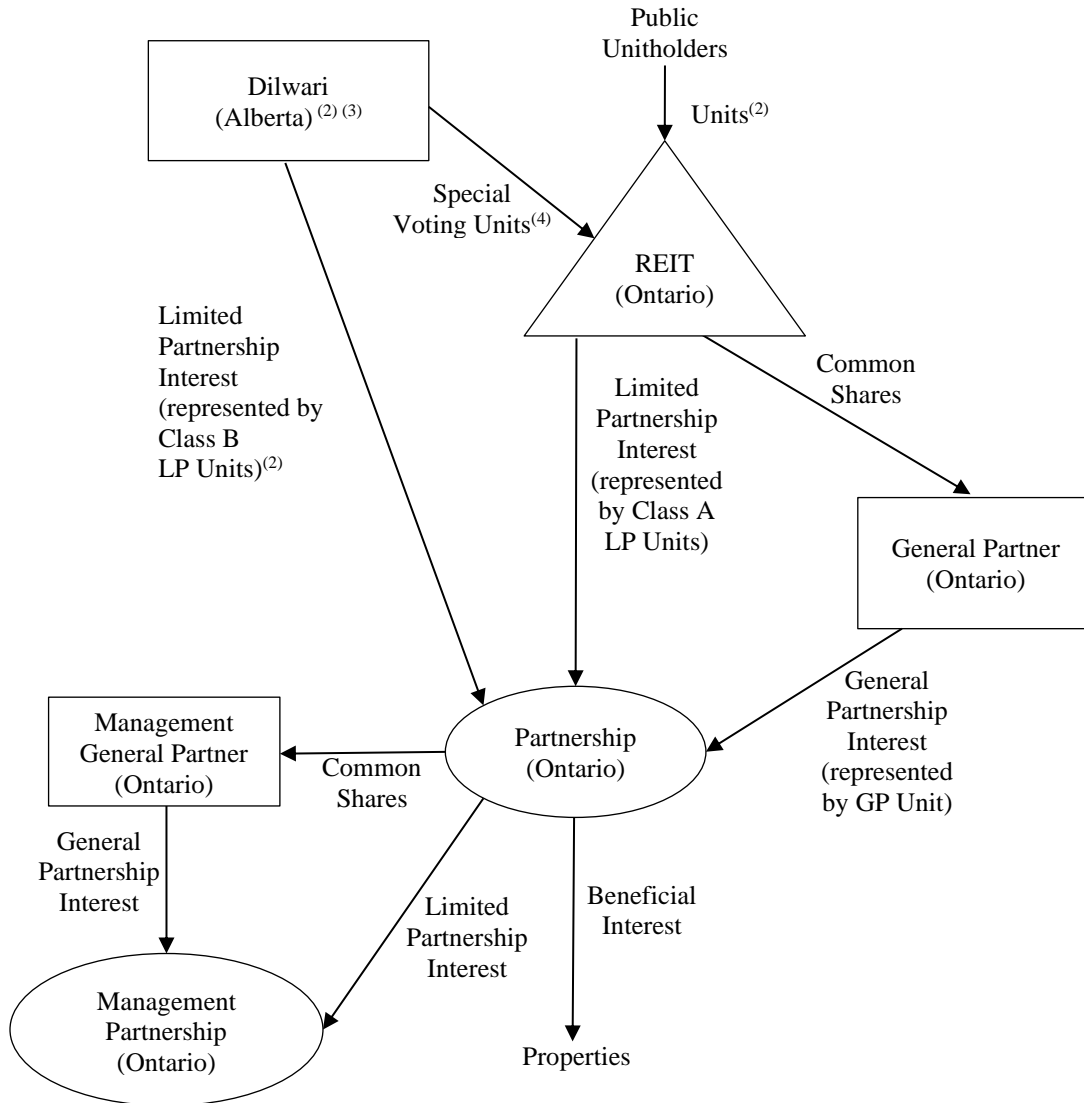 Public
Unitholders
Dilwari
(Alberta) (2) (3)
Units(2)
Special
Voting Units(4)
REIT
(Ontario)
Limited
Partnership
Interest
(represented by
Class B
LP Units)(2)
Limited
Partnership
Interest
(represented
by Class A
LP Units)
Common
Shares
General Partner
(Ontario)
Management
General Partner
(Ontario)
Common
Shares
Partnership
(Ontario)
General
Partnership
Interest
(represented
by GP Unit)
General
Partnership
Interest
Limited
Partnership
Interest
Beneficial
Interest
Management
Partnership
(Ontario)
Properties